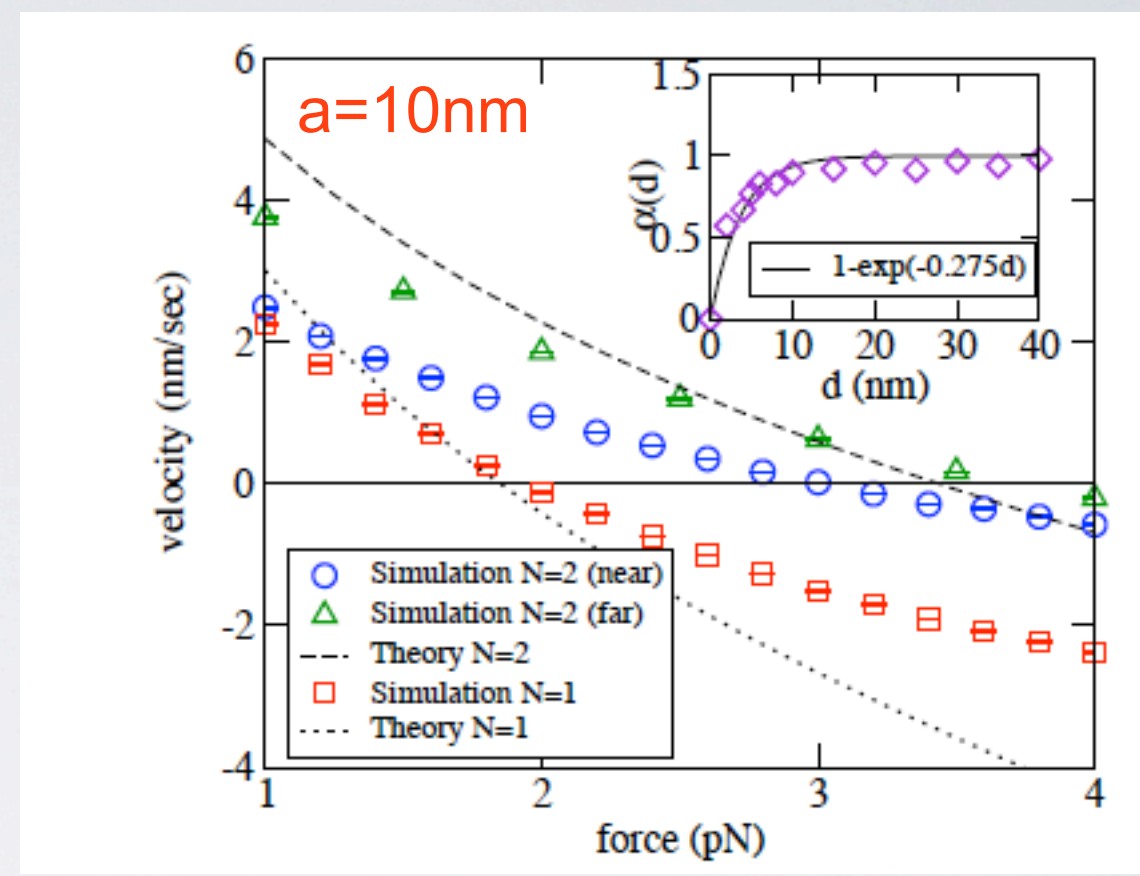 a=10nm
6
4
2
0
-2
-4
velocity (nm/sec)
1
2
3
4
force (pN)
Simulation N=2 (near)
Simulation N=2 (far)
Theory N=2
Simulation N=1
Theory N=1
1.5
1
0.5
0
α(d)
1-exp(-0.275d)
0
10
20
30
40
d (nm)